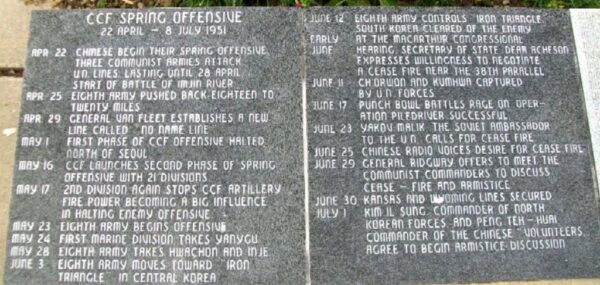 CCF SPRING OFFENSIVE
22 APRIL - 8 JULY 1951
APR 22 CHINESE BEGIN THEIR SPRING OFFENSIVE
THREE COMMUNIST ARMIES ATTACK
U.N. LINES, LASTING UNTIL 28 APRIL
START OF BATTLE OF IMJIN RIVER
APR 25 EIGHTH ARMY PUSHED BACK EIGHTEEN TO
TWENTY MILES
APR 29 GENERAL VAN FLEET ESTABLISHES A NEW
LINE CALLED "NO NAME LINE"
MAY 1 FIRST PHASE OF CCF OFFENSIVE HALTED
NORTH OF SEOUL
MAY 16 CCF LAUNCHES SECOND PHASE OF SPRING
OFFENSIVE WITH 21 DIVISIONS
MAY 17 2ND DIVISION AGAIN STOPS CCF ARTILLERY
FIRE POWER BECOMING A BIG INFLUENCE
IN HALTING ENEMY OFFENSIVE
MAY 23 EIGHTH ARMY BEGINS OFFENSIVE
MAY 24 FIRST MARINE DIVISION TAKES YANYGU
MAY 28 EIGHTH ARMY TAKES HWACHON AND INJE
JUNE 3 EIGHTH ARMY MOVES TOWARD "IRON
TRIANGLE" IN CENTRAL KOREA
JUNE 12 EIGHTH ARMY CONTROLS "IRON TRIANGLE"
SOUTH KOREA CLEARED OF THE ENEMY
EARLY AT THE MACARTHUR CONGRESSIONAL
JUNE HEARING, SECRETARY OF STATE DEAN ACHESON
EXPRESSES WILLINGNESS TO NEGOTIATE
A CEASE FIRE NEAR THE 38TH PARALLEL
JUNE 11 CH'ORWON AND KUMHWA CAPTURED
BY U.N. FORCES
JUNE 17 PUNCH BOWL BATTLES RAGE ON OPER-
ATION PILEDRIVER SUCCESSFUL
JUNE 23 YAKOV MALIK, THE SOVIET AMBASSADOR
TO THE U.N. CALLS FOR CEASE FIRE
JUNE 25 CHINESE RADIO VOICES DESIRE FOR CEASE FIRE
JUNE 29 GENERAL RIDGWAY OFFERS TO MEET THE
COMMUNIST COMMANDERS TO DISCUSS
CEASE - FIRE AND ARMISTICE
JUNE 30 KANSAS AND WYOMING LINES SECURED
JULY 1 KIM IL SUNG, COMMANDER OF NORTH
KOREAN FORCES, AND PENG TEH - HUAI
COMMANDER OF THE CHINESE "VOLUNTEERS"
AGREE TO BEGIN ARMISTICE DISCUSSION